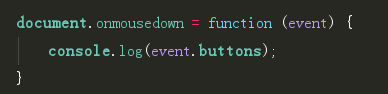 document.onmousedown = function (event) {
    console.log(event.buttons);
}